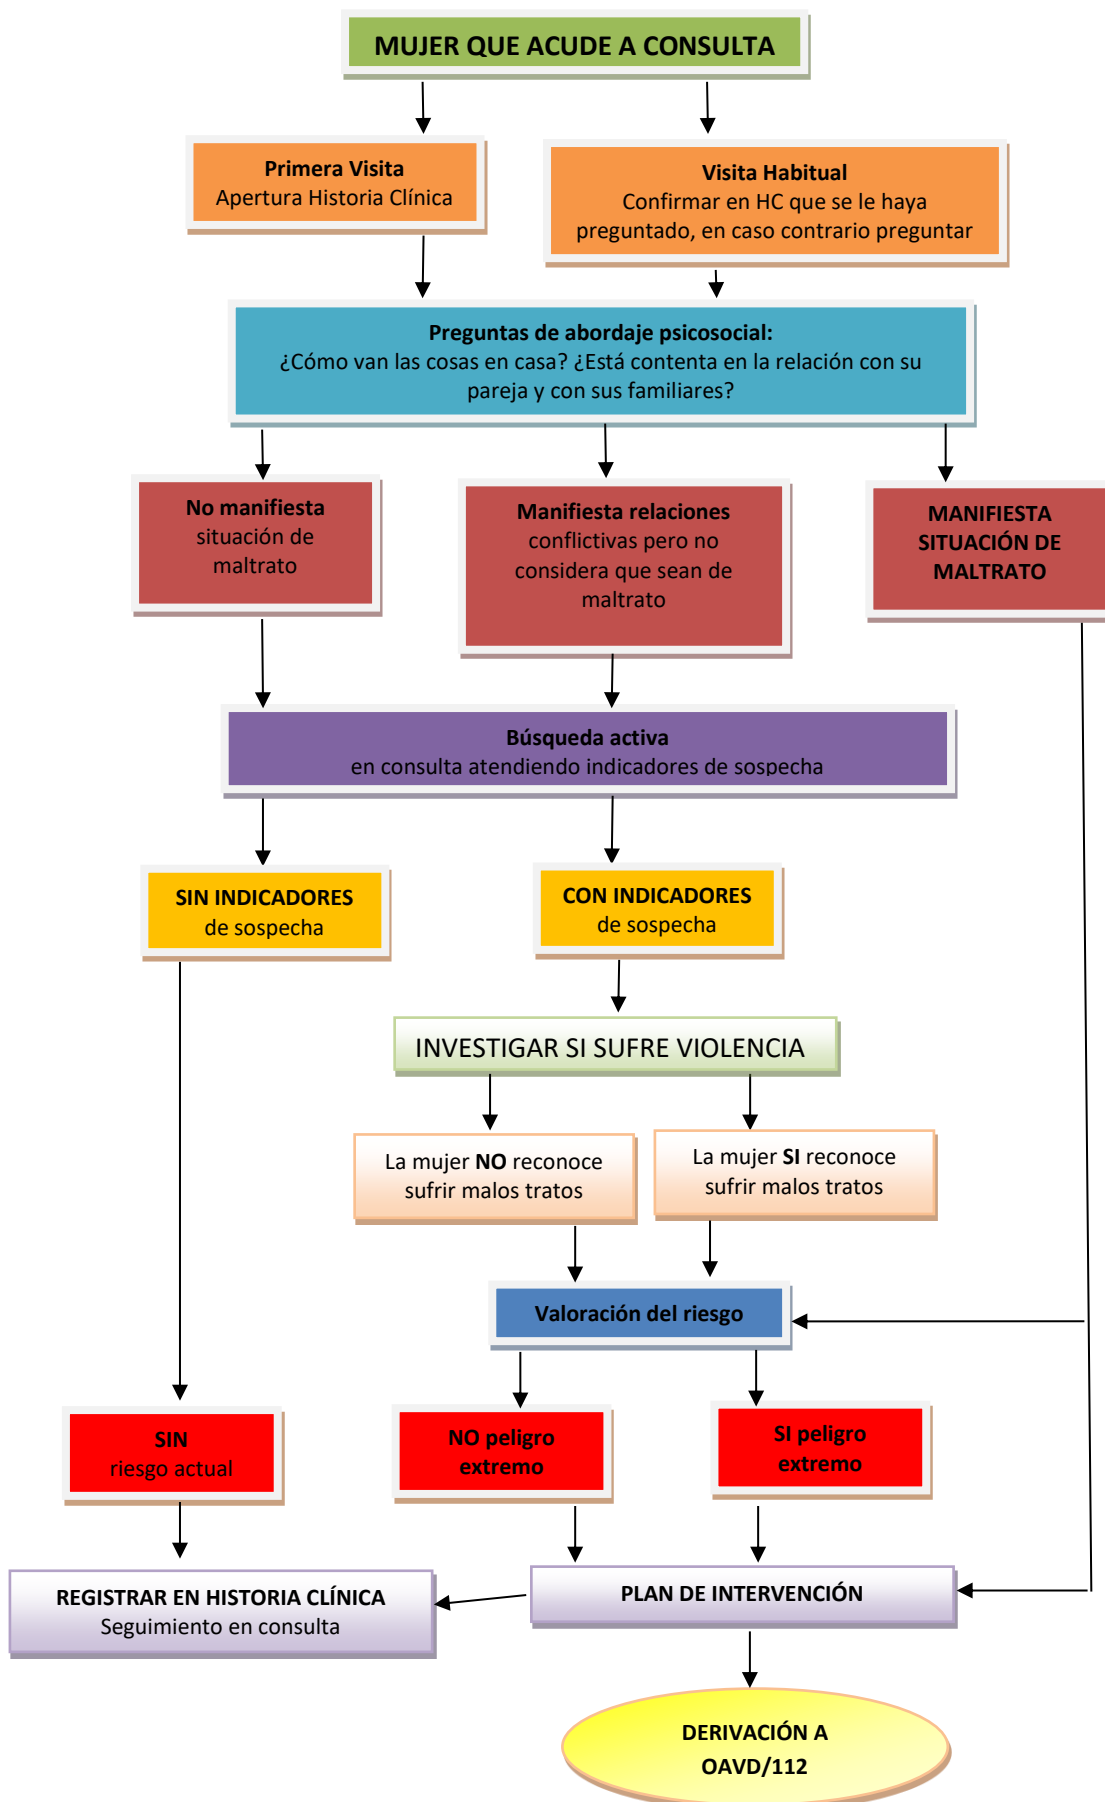 MUJER QUE ACUDE A CONSULTA
Primera Visita
Apertura Historia Clínica
Visita Habitual
Confirmar en HC que se le haya
preguntado, en caso contrario preguntar
Preguntas de abordaje psicosocial:
¿Cómo van las cosas en casa? ¿Está contenta en la relación con su
pareja y con sus familiares?
No manifiesta
situación de
maltrato
Manifiesta relaciones
conflictivas pero no
considera que sean de
maltrato
MANIFIESTA
SITUACIÓN DE
MALTRATO
Búsqueda activa
en consulta atendiendo indicadores de sospecha
SIN INDICADORES
de sospecha
CON INDICADORES
de sospecha
INVESTIGAR SI SUFRE VIOLENCIA
La mujer NO reconoce
sufrir malos tratos
La mujer SI reconoce
sufrir malos tratos
Valoración del riesgo
SIN
riesgo actual
NO peligro
extremo
SI peligro
extremo
REGISTRAR EN HISTORIA CLÍNICA
Seguimiento en consulta
PLAN DE INTERVENCIÓN
DERIVACIÓN A
OAVD/112